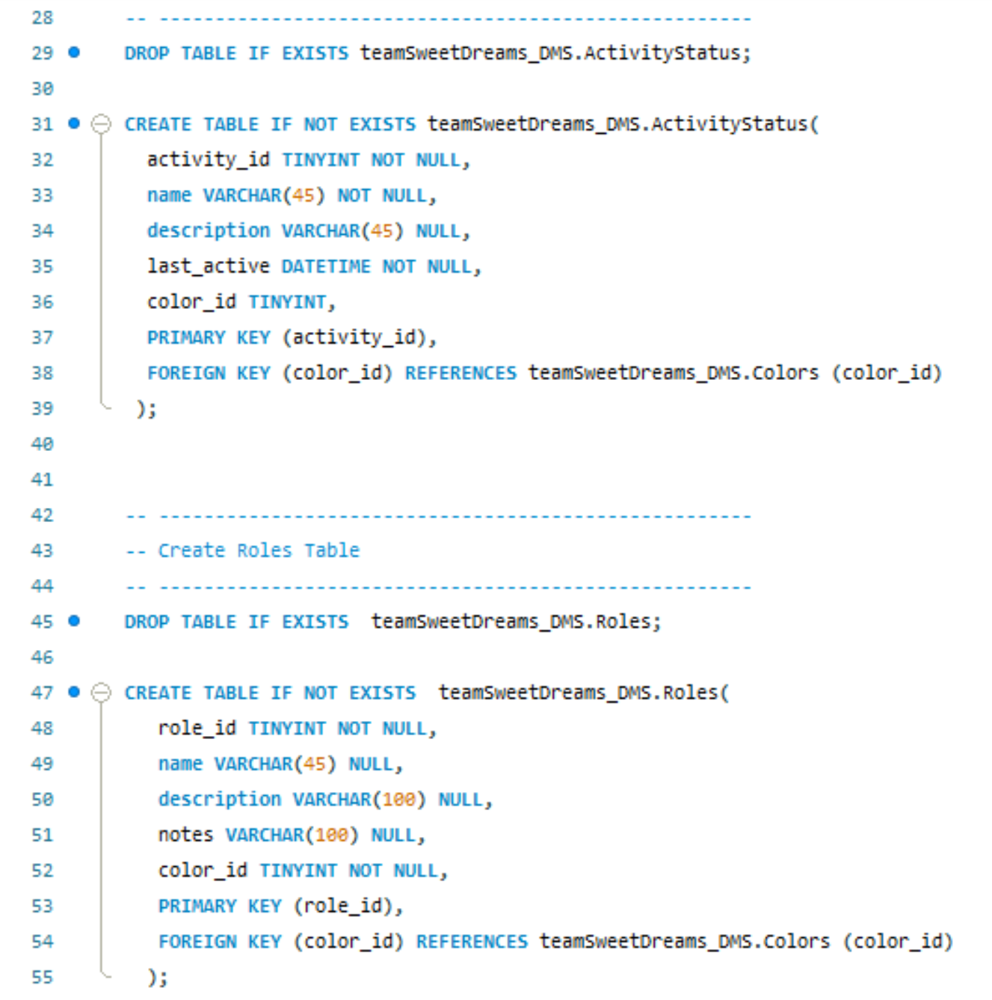 28 -- -----------------------------------------------------
29 DROP TABLE IF EXISTS teamSweetDreams_DMS.ActivityStatus;
30
31 CREATE TABLE IF NOT EXISTS teamSweetDreams_DMS.ActivityStatus(
32 activity_id TINYINT NOT NULL,
33 name VARCHAR(45) NOT NULL,
34 description VARCHAR(45) NULL,
35 last_active DATETIME NOT NULL,
36 color_id TINYINT,
37 PRIMARY KEY (activity_id),
38 FOREIGN KEY (color_id) REFERENCES teamSweetDreams_DMS.Colors (color_id)
39 );
40
41
42 -- -----------------------------------------------------
43 -- Create Roles Table
44 -- -----------------------------------------------------
45 DROP TABLE IF EXISTS  teamSweetDreams_DMS.Roles;
46
47 CREATE TABLE IF NOT EXISTS  teamSweetDreams_DMS.Roles(
48 role_id TINYINT NOT NULL,
49 name VARCHAR(45) NULL,
50 description VARCHAR(100) NULL,
51 notes VARCHAR(100) NULL,
52 color_id TINYINT NOT NULL,
53 PRIMARY KEY (role_id),
54 FOREIGN KEY (color_id) REFERENCES teamSweetDreams_DMS.Colors (color_id)
55 );